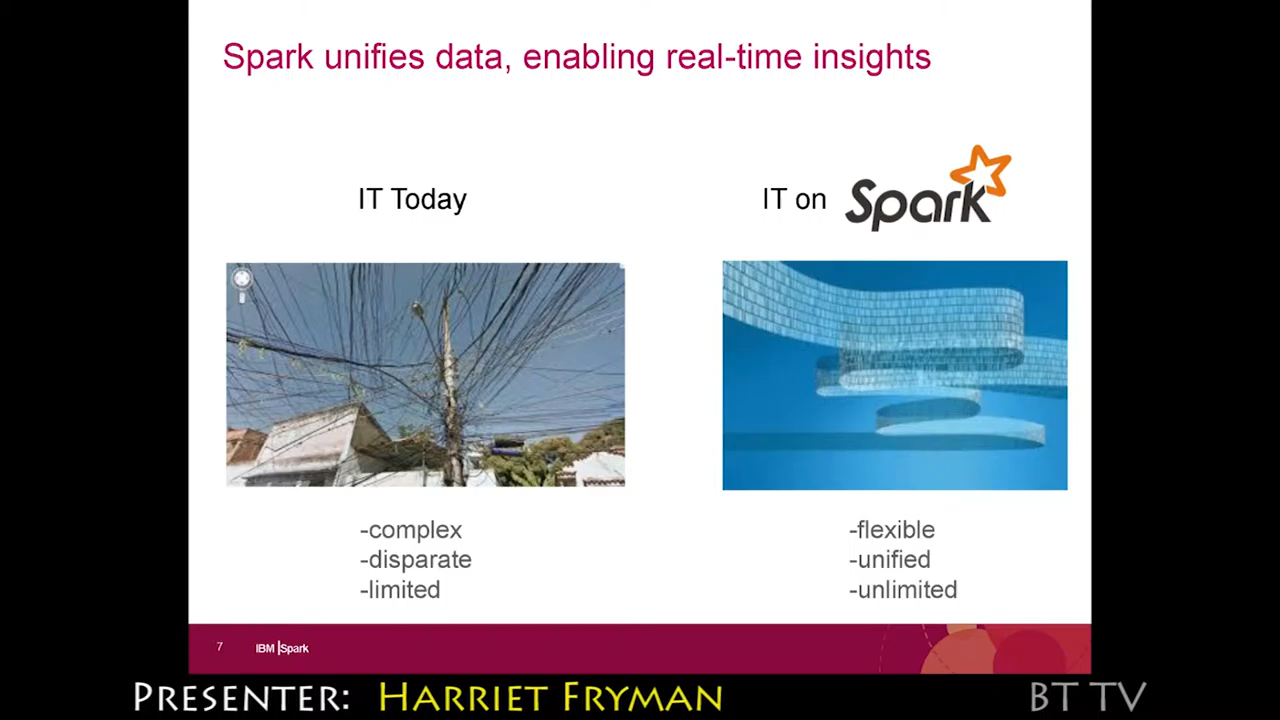 Spark unifies data, enabling real-time insights
IT Today
IT on Spark
-complex
-disparate
-limited
-flexible
-unified
-unlimited
7 IBM | Spark
PRESENTER: HARRIET FRYMAN
BT TV